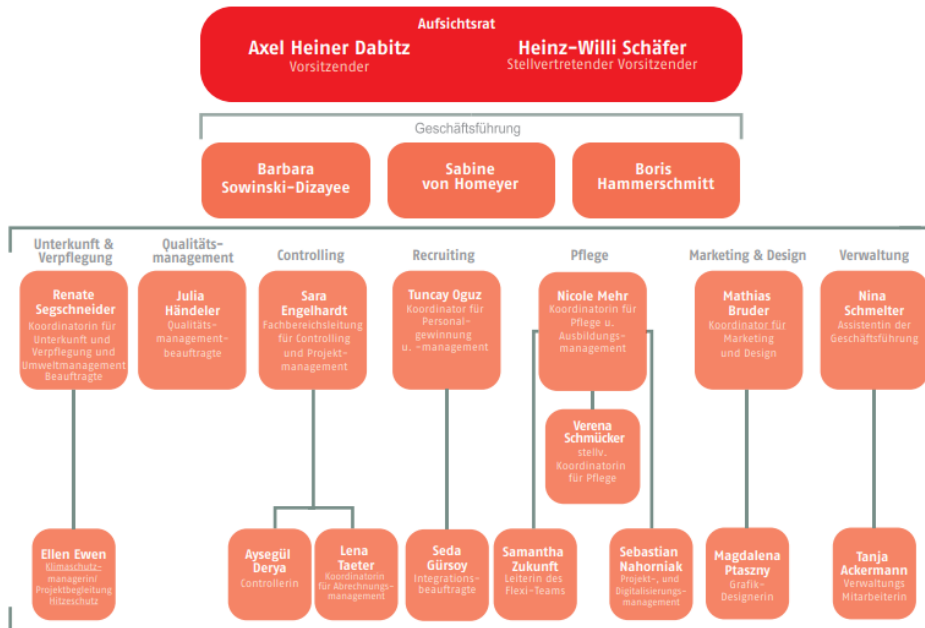 Aufsichtsrat
Axel Heiner Dabitz
Vorsitzender
Heinz-Willi Schäfer
Stellvertretender Vorsitzender
Geschäftsführung
Barbara
Sowinski-Dizayee
Sabine
von Homeyer
Boris
Hammerschmitt
Unterkunft &
Verpflegung
Renate
Segschneider
Koordinatorin für
Unterkunft und
Verpflegung und
Umweltmanagement
Beauftragte
Qualitäts-
management
Julia
Händeler
Qualitäts-
management-
beauftragte
Controlling
Sara
Engelhardt
Fachbereichsleitung
für Controlling
und Projekt-
management
Recruiting
Tuncay Oguz
Koordinator für
Personal-
gewinnung
u. -management
Pflege
Nicole Mehr
Koordinatorin für
Pflege u.
Ausbildungs-
management
Marketing & Design
Mathias
Bruder
Koordinator für
Marketing
und Design
Verwaltung
Nina
Schmelter
Assistentin der
Geschäftsführung
Verena
Schmücker
stellv.
Koordinatorin
für Pflege
Ellen Ewen
Klimaschutz-
managerin/
Projektbegleitung
Hitzeschutz
Aysegül
Derya
Controllerin
Lena
Taeter
Koordinatorin
für Abrechnungs-
management
Seda
Gürsoy
Integrations-
beauftragte
Samantha
Zukunft
Leiterin des
Flexi-Teams
Sebastian
Nahorniak
Projekt-, und
Digitalisierungs-
management
Magdalena
Ptaszny
Grafik-
Designerin
Tanja
Ackermann
Verwaltungs
Mitarbeiterin